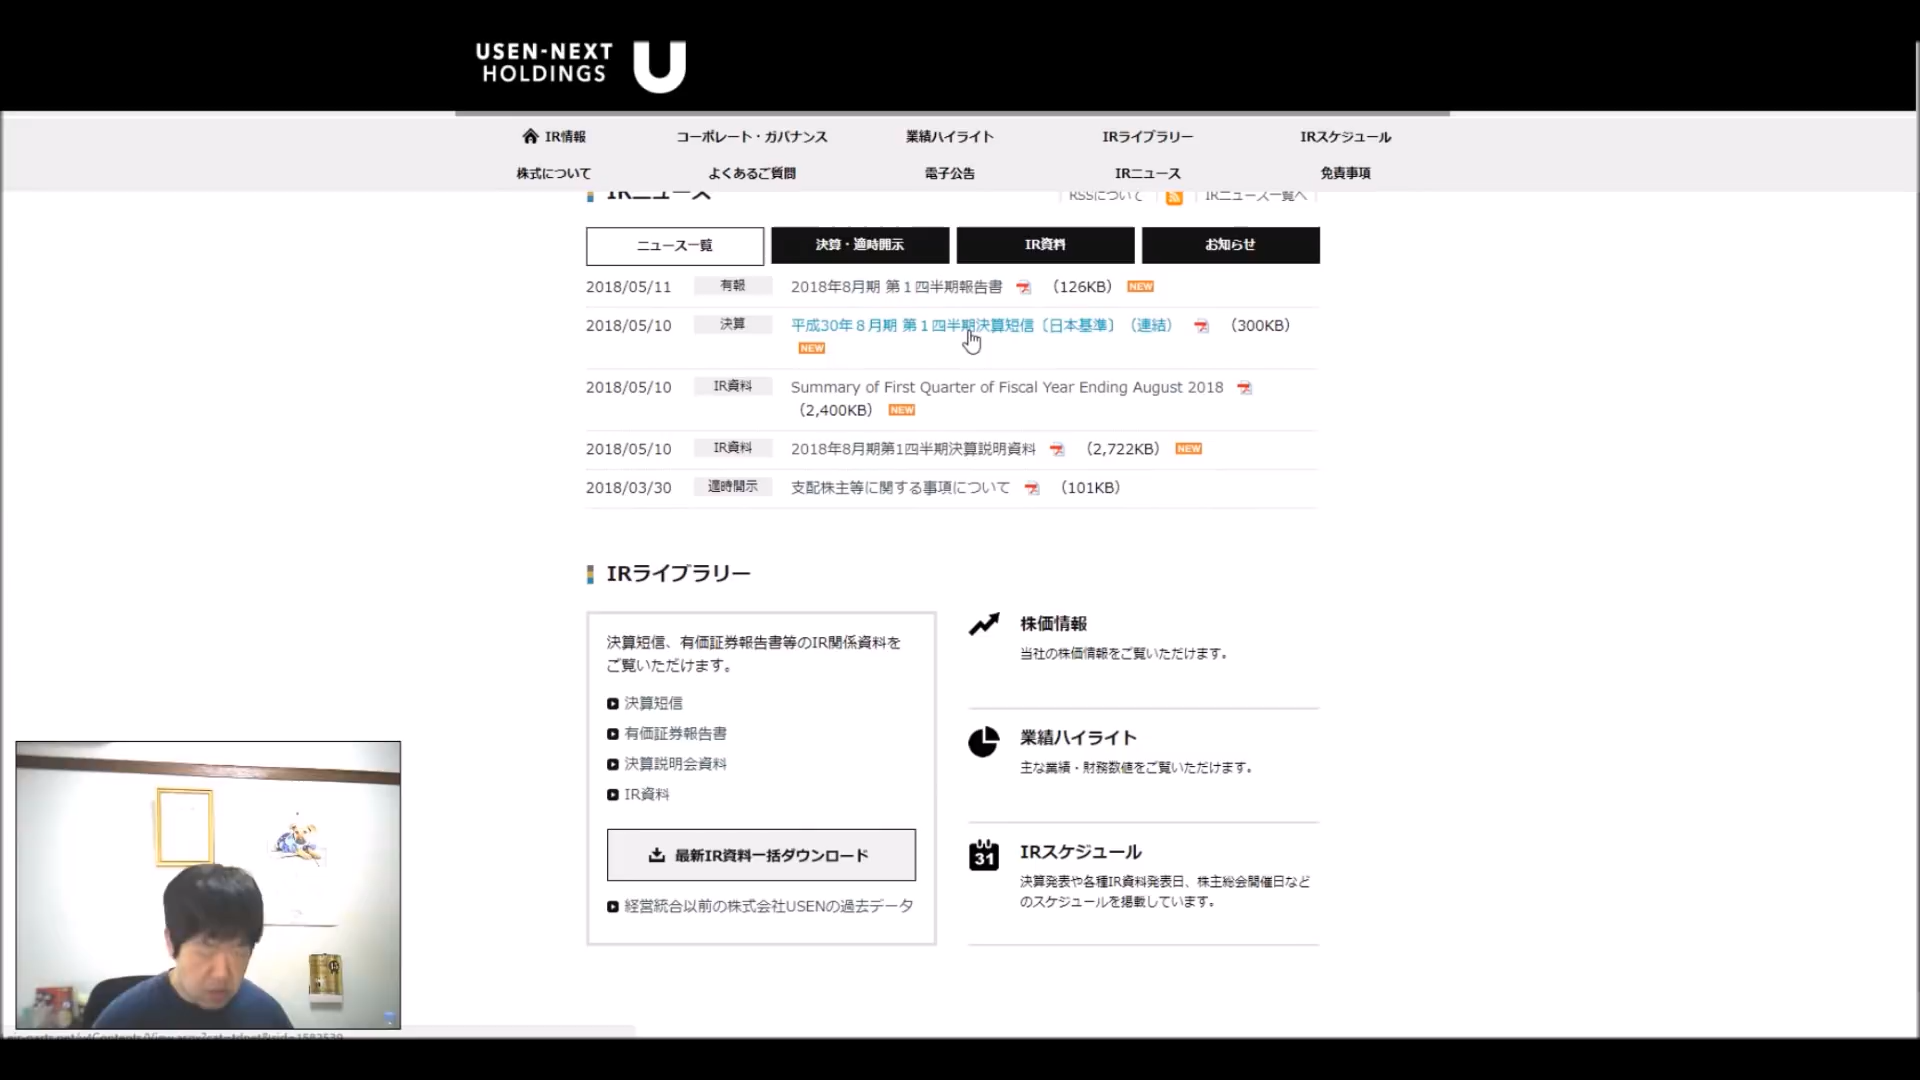 USEN-NEXT
HOLDINGS
IR情報
コーポレート・ガバナンス
業績ハイライト
IRライブラリー
IRスケジュール
株式について
よくあるご質問
電子公告
IRニュース
免責事項
IRニュース
RSSについて
IRニュース一覧へ
ニュース一覧
決算・適時開示
IR資料
お知らせ
2018/05/11 有報 2018年8月期 第１四半期報告書 （126KB） NEW
2018/05/10 決算 平成30年８月期 第１四半期決算短信〔日本基準〕（連結） （300KB）
NEW
2018/05/10 IR資料 Summary of First Quarter of Fiscal Year Ending August 2018
（2,400KB） NEW
2018/05/10 IR資料 2018年8月期第1四半期決算説明資料 （2,722KB） NEW
2018/03/30 適時開示 支配株主等に関する事項について （101KB）
IRライブラリー
決算短信、有価証券報告書等のIR関係資料を
ご覧いただけます。
決算短信
有価証券報告書
決算説明会資料
IR資料
最新IR資料一括ダウンロード
経営統合以前の株式会社USENの過去データ
株価情報
当社の株価情報をご覧いただけます。
業績ハイライト
主な業績・財務数値をご覧いただけます。
31
IRスケジュール
決算発表や各種IR資料発表日、株主総会開催日など
のスケジュールを掲載しています。